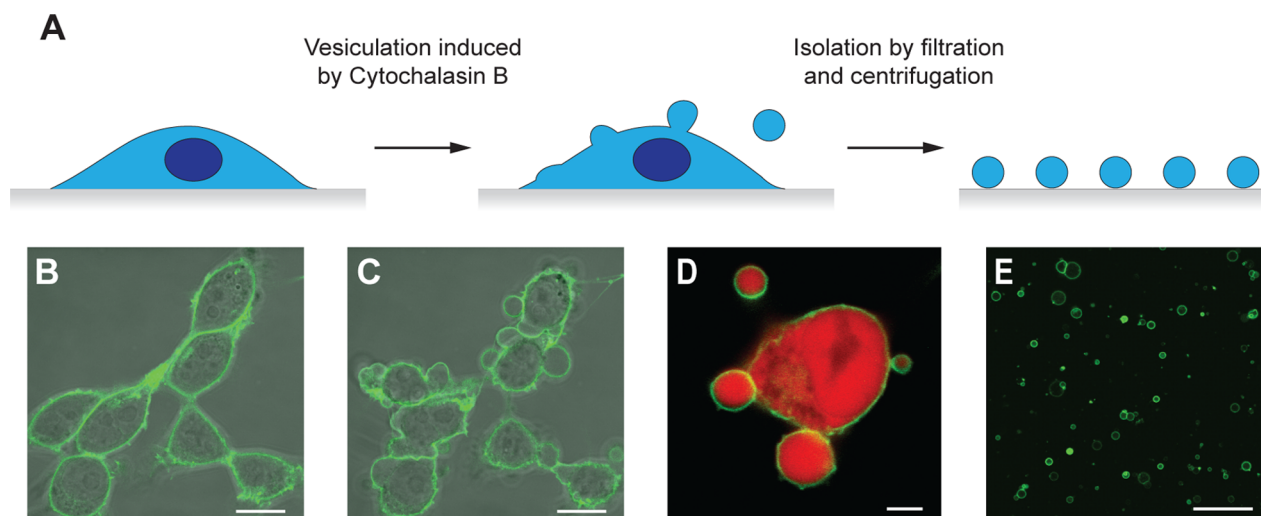 A
Vesiculation induced
by Cytochalasin B
Isolation by filtration
and centrifugation
B
C
D
E